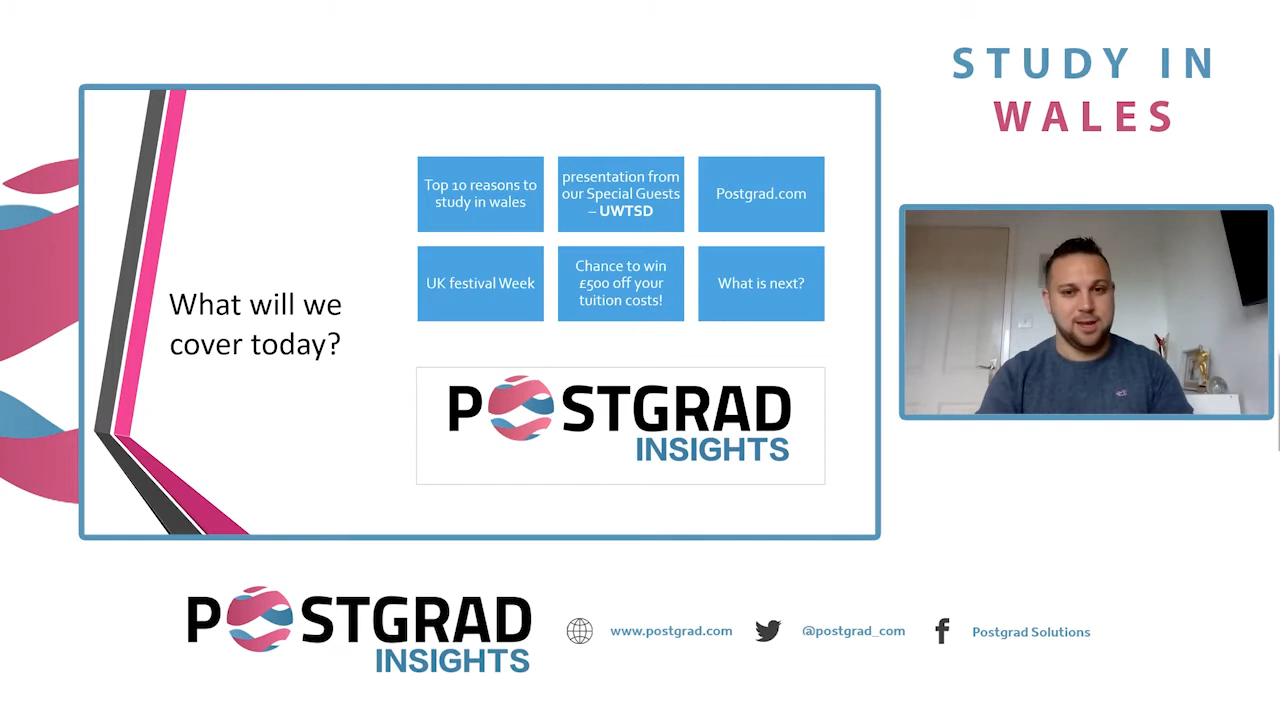 STUDY IN
WALES
What will we
cover today?
Top 10 reasons to
study in wales
presentation from
our Special Guests
– UWTSD
Postgrad.com
UK festival Week
Chance to win
£500 off your
tuition costs!
What is next?
POSTGRAD
INSIGHTS
POSTGRAD
INSIGHTS
www.postgrad.com
@postgrad_com
Postgrad Solutions